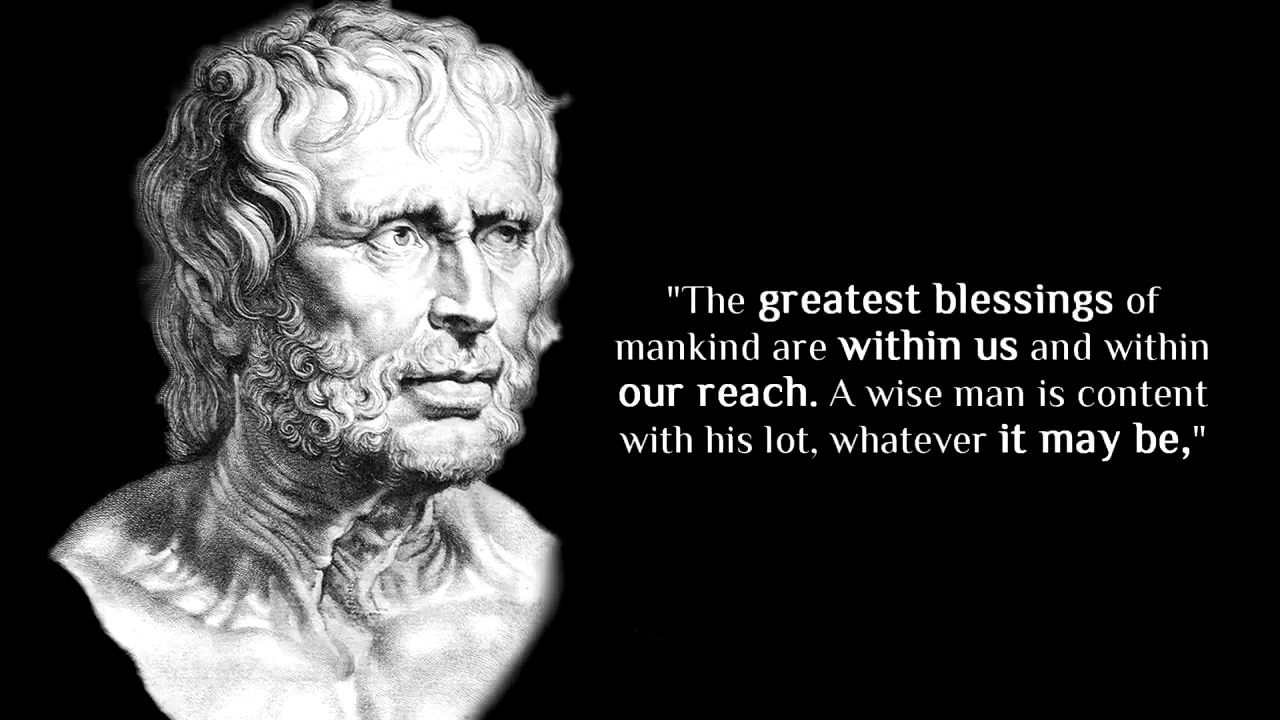 "The greatest blessings of
mankind are within us and within
our reach. A wise man is content
with his lot, whatever it may be,"